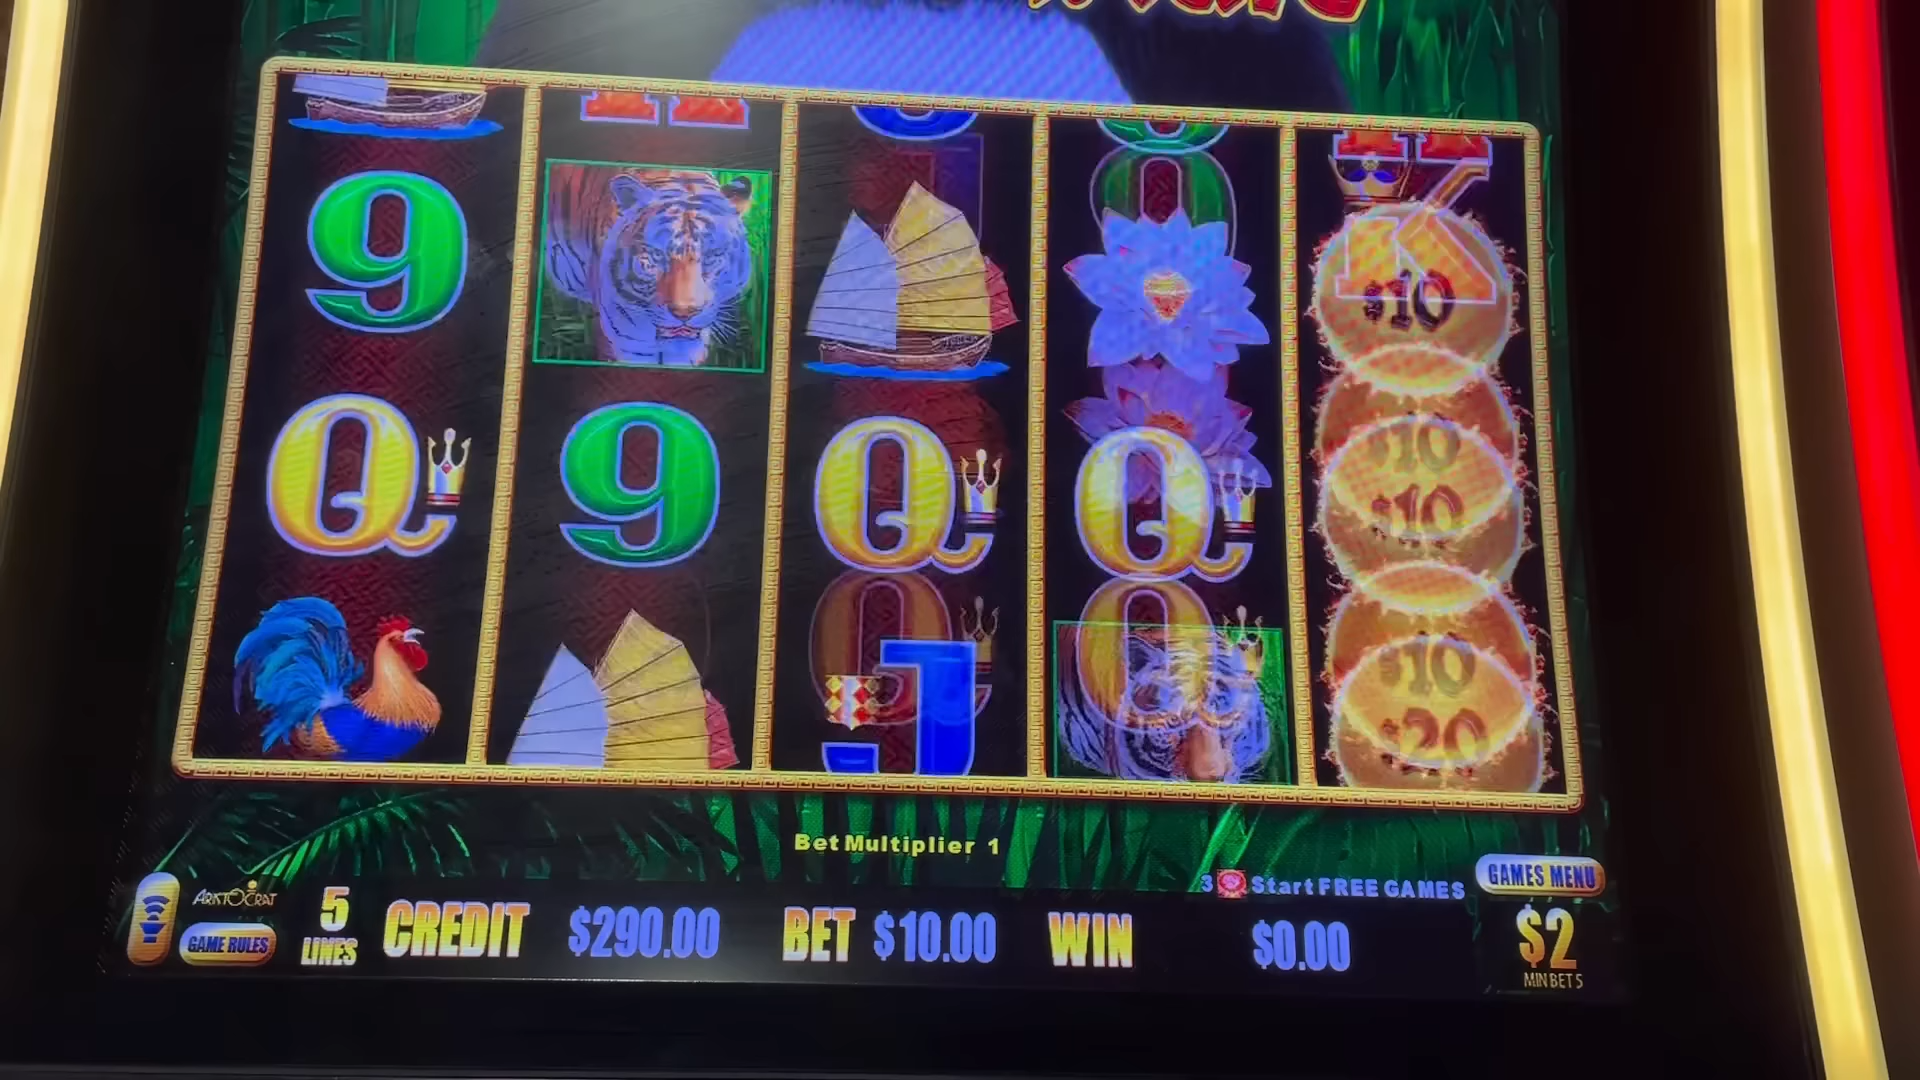 K
9
$10
Q
9
Q
Q
$10
$10
J
Q
$10
$20
Bet Multiplier 1
3 Start FREE GAMES
GAMES MENU
ARISTOCRAT
GAME RULES
5 LINES
CREDIT $290.00
BET $10.00
WIN $0.00
$2
MIN BET 5